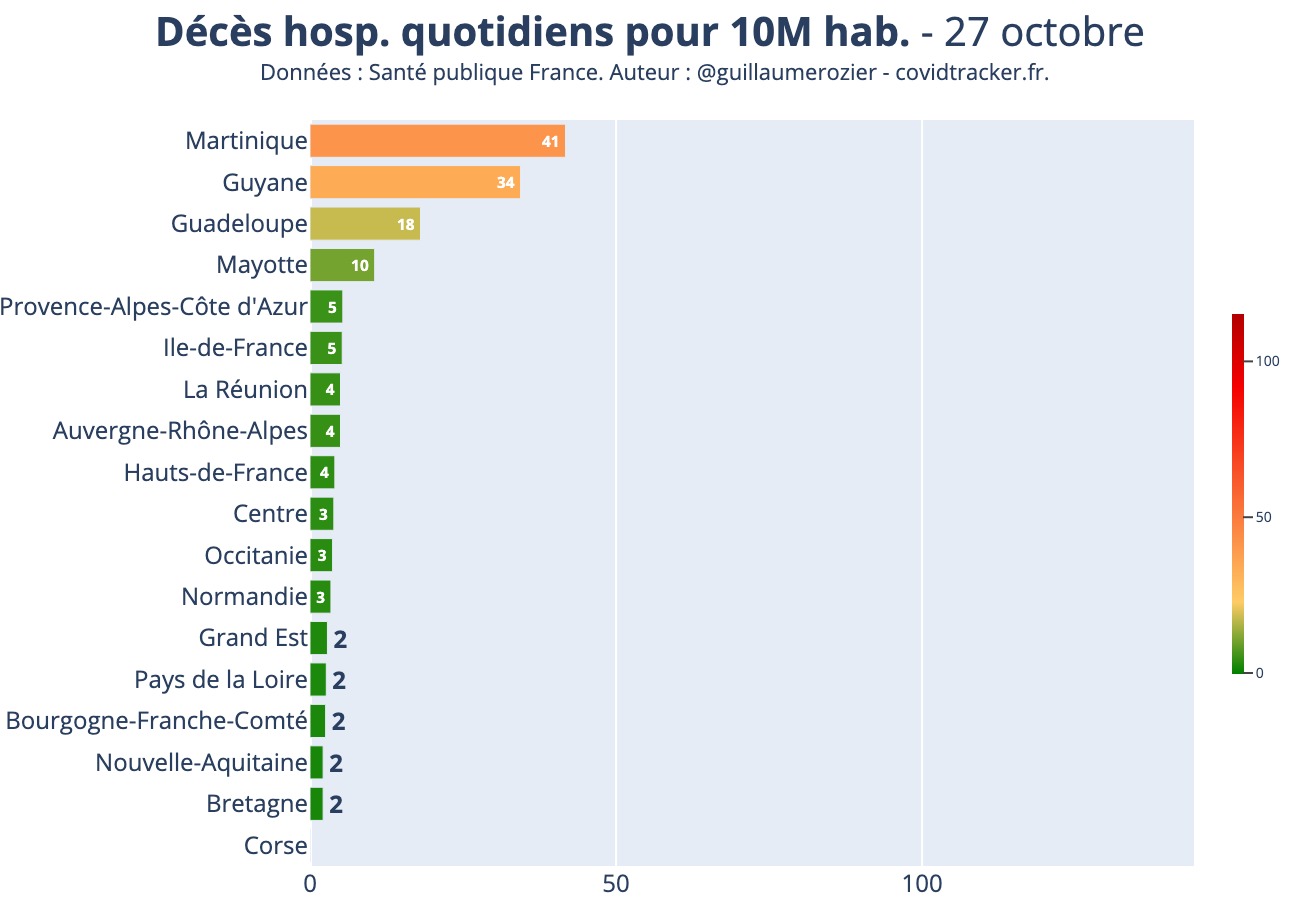 Décès hosp. quotidiens pour 10M hab. - 27 octobre
Données : Santé publique France. Auteur : @guillaumerozier - covidtracker.fr.
Martinique 41
Guyane 34
Guadeloupe 18
Mayotte 10
Provence-Alpes-Côte d'Azur 5
Ile-de-France 5
La Réunion 4
Auvergne-Rhône-Alpes 4
Hauts-de-France 4
Centre 3
Occitanie 3
Normandie 3
Grand Est 2
Pays de la Loire 2
Bourgogne-Franche-Comté 2
Nouvelle-Aquitaine 2
Bretagne 2
Corse
0 50 100
100
50
0